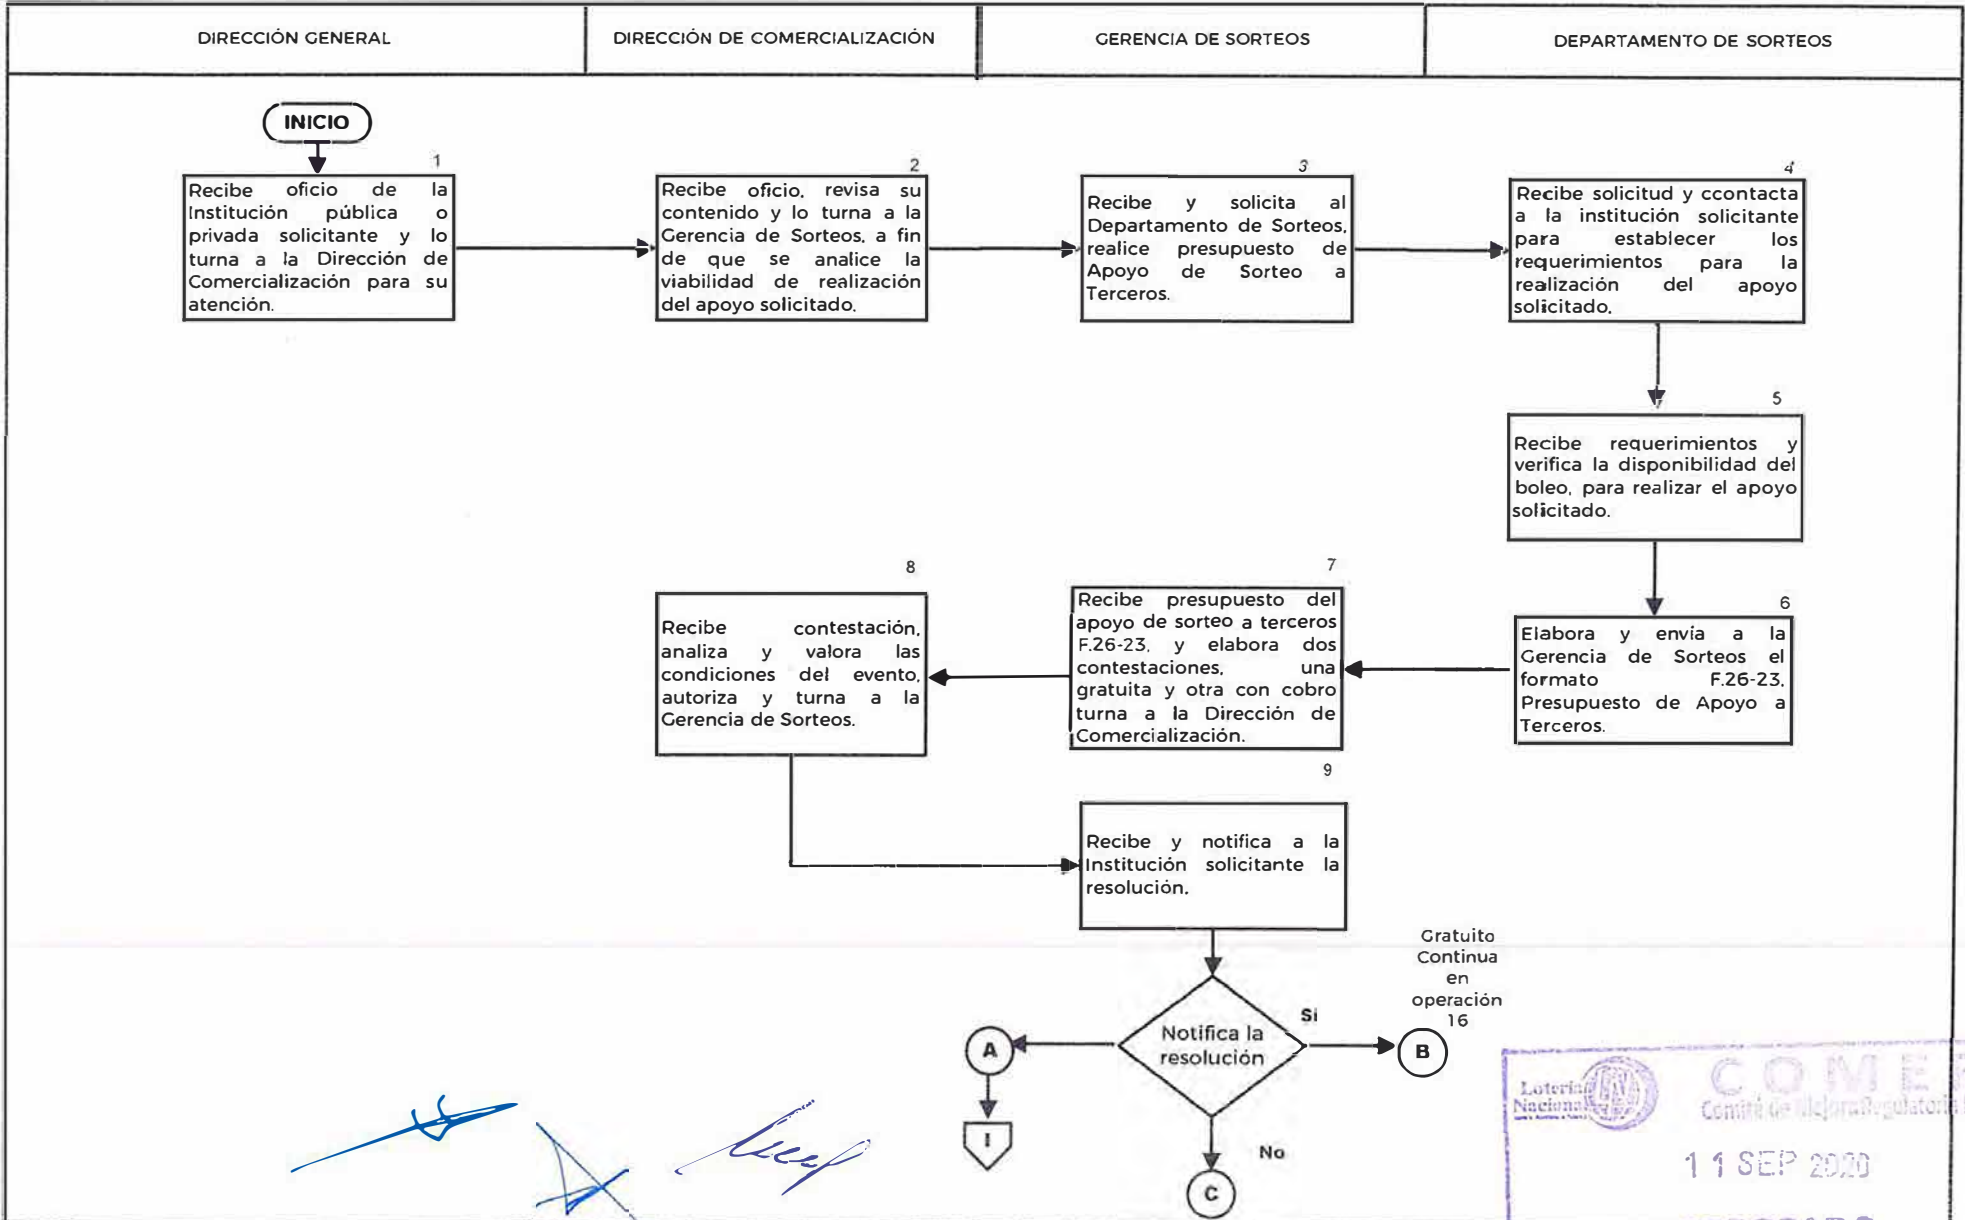 DIRECCIÓN GENERAL
DIRECCIÓN DE COMERCIALIZACIÓN
GERENCIA DE SORTEOS
DEPARTAMENTO DE SORTEOS
INICIO
1
Recibe oficio de la
Institución pública o
privada solicitante y lo
turna a la Dirección de
Comercialización para su
atención.
2
Recibe oficio, revisa su
contenido y lo turna a la
Gerencia de Sorteos, a fin
de que se analice la
viabilidad de realización
del apoyo solicitado.
3
Recibe y solicita al
Departamento de Sorteos,
realice presupuesto de
Apoyo de Sorteo a
Terceros.
4
Recibe solicitud y ccontacta
a la institución solicitante
para establecer los
requerimientos para la
realización del apoyo
solicitado.
5
Recibe requerimientos y
verifica la disponibilidad del
boleo, para realizar el apoyo
solicitado.
6
Elabora y envía a la
Gerencia de Sorteos el
formato F.26-23,
Presupuesto de Apoyo a
Terceros.
7
Recibe presupuesto del
apoyo de sorteo a terceros
F.26-23, y elabora dos
contestaciones, una
gratuita y otra con cobro
turna a la Dirección de
Comercialización.
8
Recibe contestación,
analiza y valora las
condiciones del evento,
autoriza y turna a la
Gerencia de Sorteos.
9
Recibe y notifica a la
Institución solicitante la
resolución.
Notifica la
resolución
Si
Gratuito
Continua
en
operación
16
B
A
I
No
C
Lotería
Nacional
COME
Comité de Mejora Regulatoria
11 SEP 2020